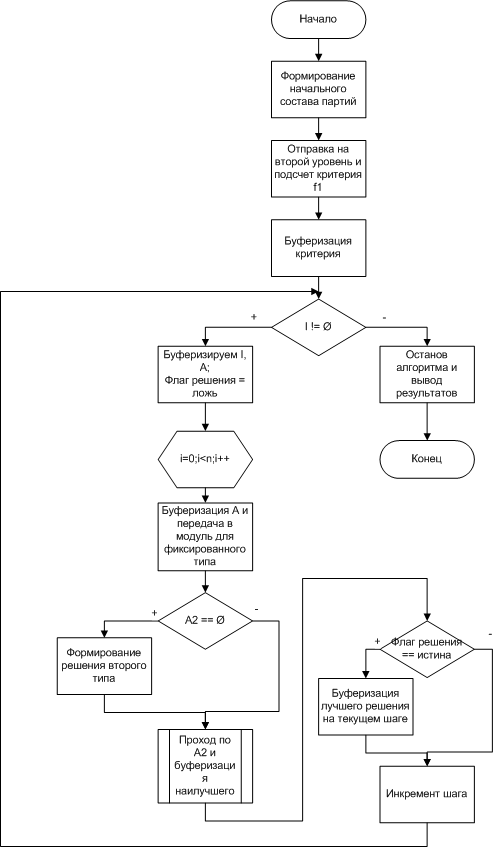 Начало
Формирование
начального
состава партий
Отправка на
второй уровень и
подсчет критерия
f1
Буферизация
критерия
I != Ø
+
-
Буферизируем I,
A;
Флаг решения =
ложь
Останов
алгоритма и
вывод
результатов
i=0;i<n;i++
Конец
Буферизация А и
передача в
модуль для
фиксированного
типа
A2 == Ø
+
-
Формирование
решения второго
типа
Проход по
А2 и
буферизаци
я
наилучшего
Флаг решения
== истина
+
-
Буферизация
лучшего решения
на текущем шаге
Инкремент шага